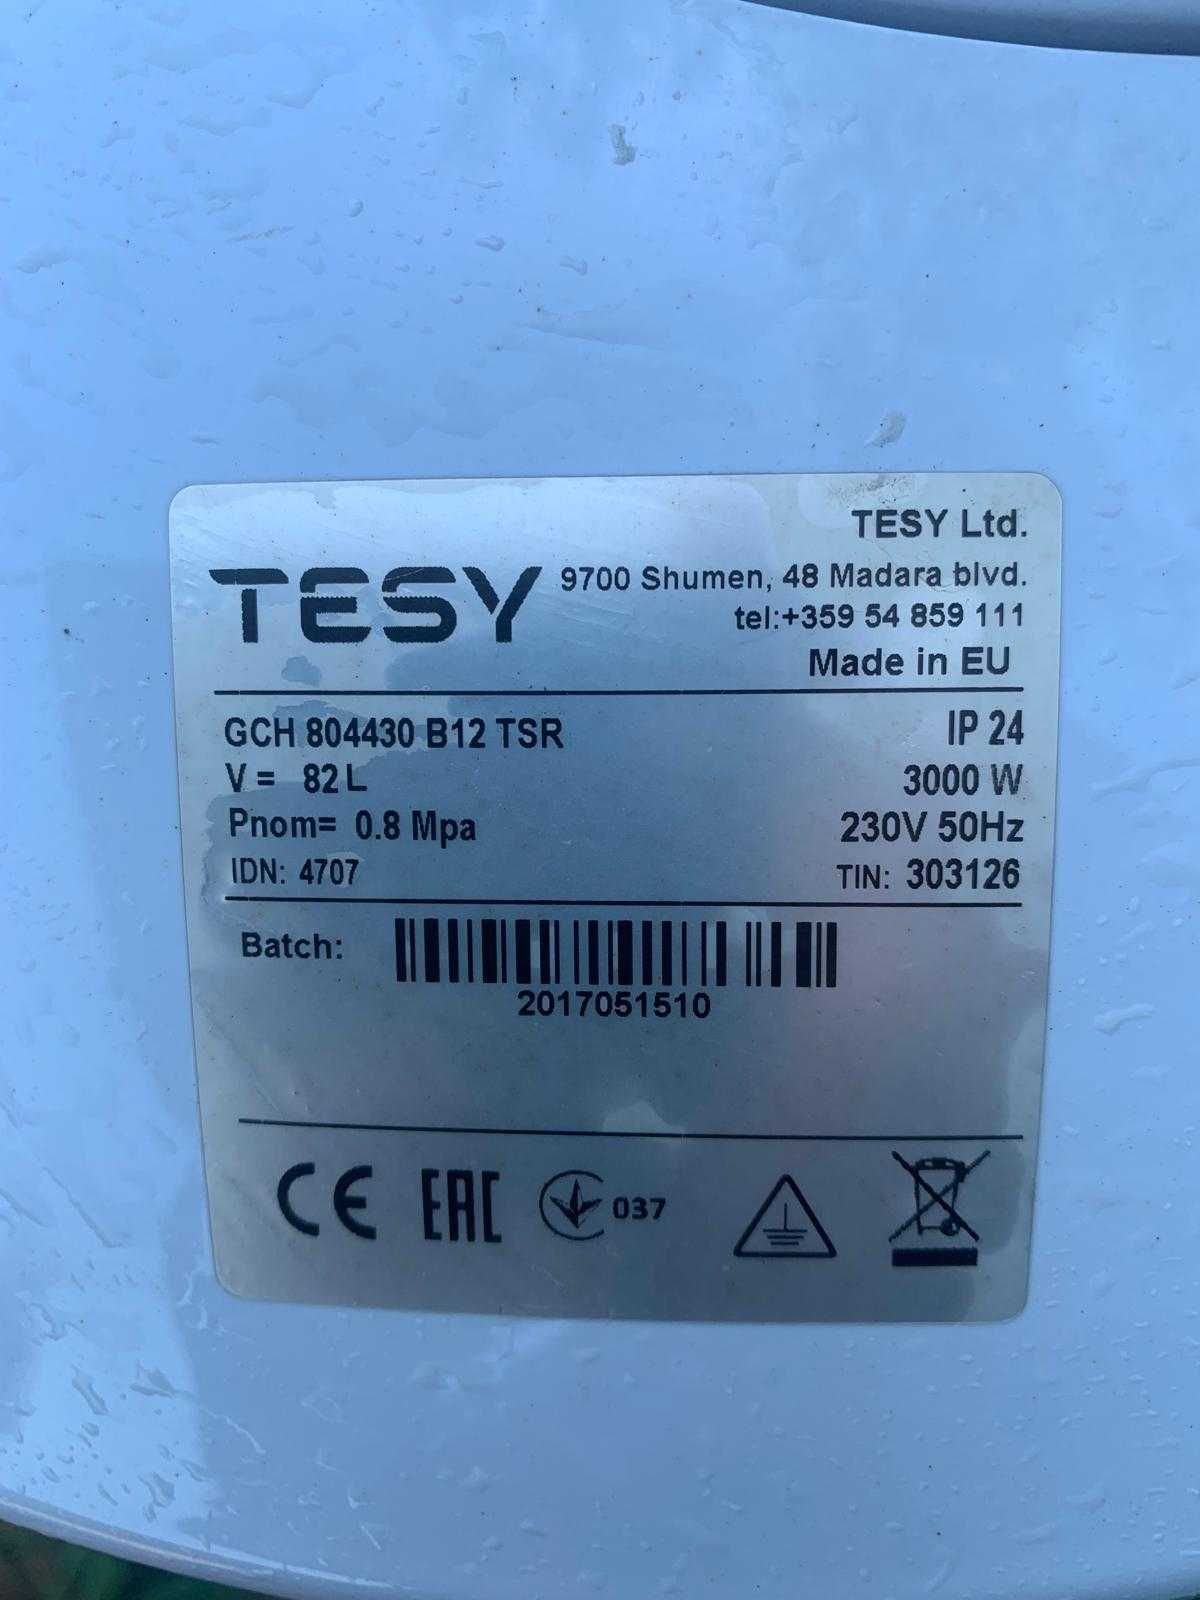 TESY Ltd.
TESY
9700 Shumen, 48 Madara blvd.
tel:+359 54 859 111
Made in EU
GCH 804430 B12 TSR
IP 24
V = 82 L
3000 W
Pnom= 0.8 Mpa
230V 50Hz
IDN: 4707
TIN: 303126
Batch:
2017051510
CE EAC 037